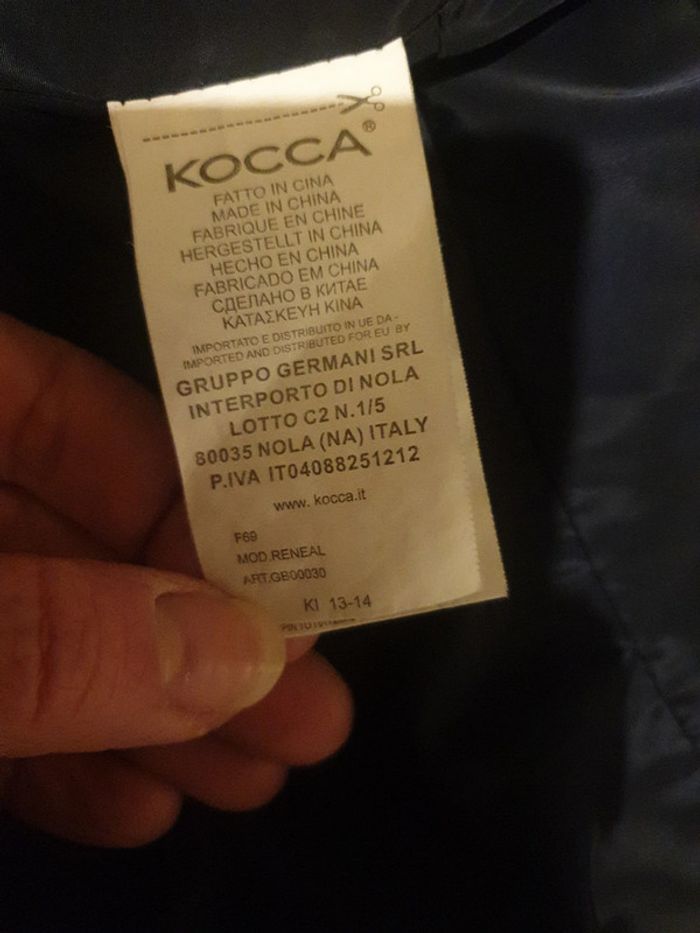 KOCCA®
FATTO IN CINA
MADE IN CHINA
FABRIQUE EN CHINE
HERGESTELLT IN CHINA
HECHO EN CHINA
FABRICADO EM CHINA
СДЕЛАНО В КИТАЕ
ΚΑΤΑΣΚΕΥΗ ΚΙΝΑ
IMPORTATO E DISTRIBUITO IN UE DA -
IMPORTED AND DISTRIBUTED FOR EU BY
GRUPPO GERMANI SRL
INTERPORTO DI NOLA
LOTTO C2 N.1/5
80035 NOLA (NA) ITALY
P.IVA IT04088251212
www. kocca.it
F69
MOD.RENEAL
ART.GB00030
KI 13-14